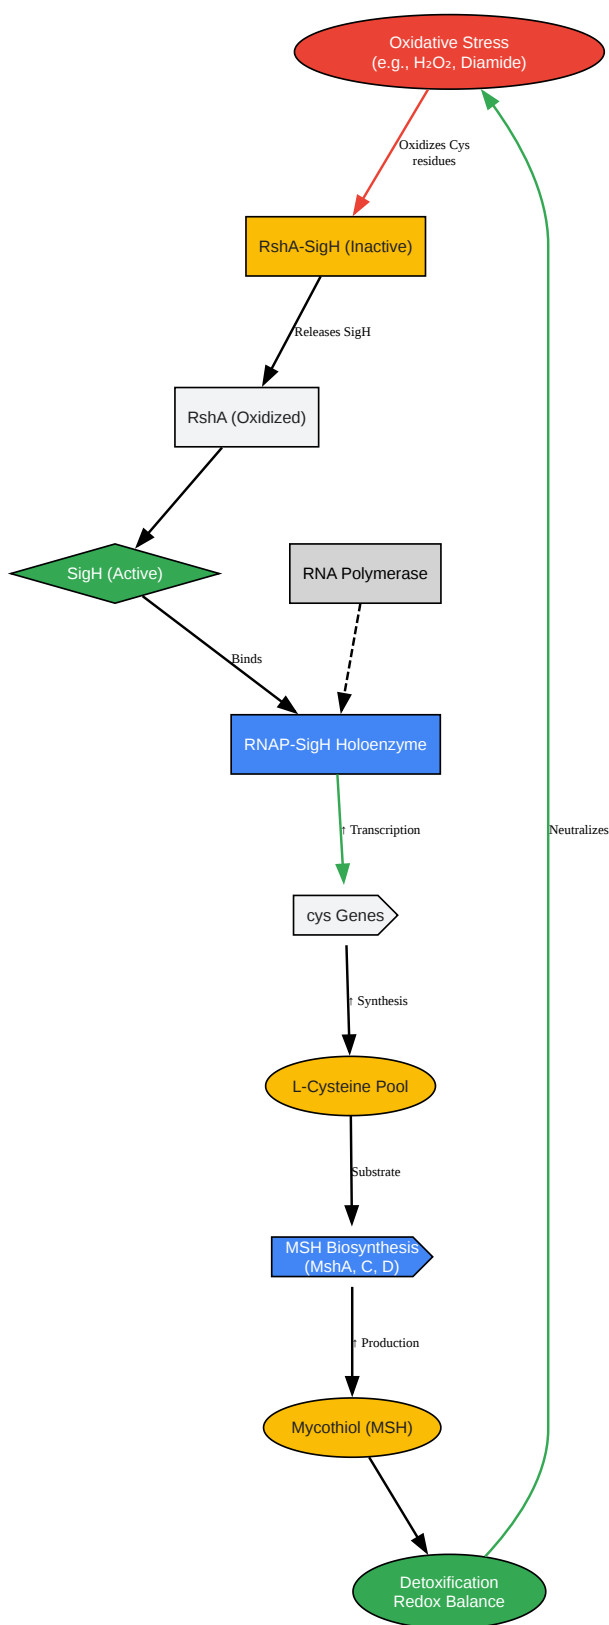 Oxidative Stress
(e.g., H₂O₂, Diamide)
Oxidizes Cys
residues
RshA-SigH (Inactive)
Releases SigH
RshA (Oxidized)
SigH (Active)
RNA Polymerase
Binds
RNAP-SigH Holoenzyme
↑ Transcription
Neutralizes
cys Genes
↑ Synthesis
L-Cysteine Pool
Substrate
MSH Biosynthesis
(MshA, C, D)
↑ Production
Mycothiol (MSH)
Detoxification
Redox Balance